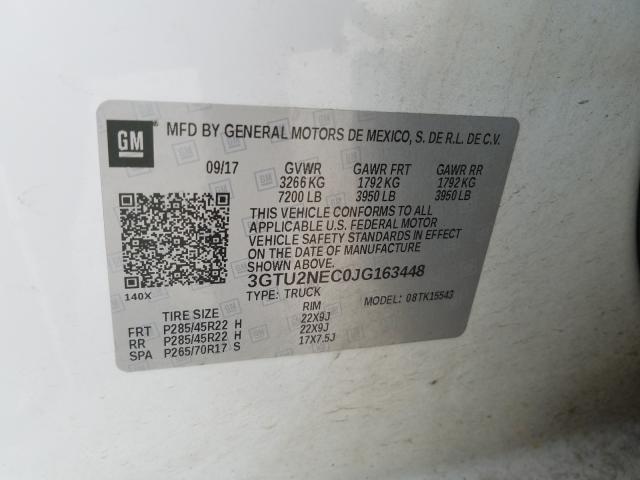 GM
MFD BY GENERAL MOTORS DE MEXICO, S. DE R.L. DE C.V.
09/17 GVWR GAWR FRT GAWR RR
3266 KG 1792 KG 1792 KG
7200 LB 3950 LB 3950 LB
THIS VEHICLE CONFORMS TO ALL
APPLICABLE U.S. FEDERAL MOTOR
VEHICLE SAFETY STANDARDS IN EFFECT
ON THE DATE OF MANUFACTURE
SHOWN ABOVE.
3GTU2NEC0JG163448
140X
TYPE: TRUCK MODEL: 08TK15543
TIRE SIZE RIM
FRT P285/45R22 H 22X9J
RR P285/45R22 H 22X9J
SPA P265/70R17 S 17X7.5J